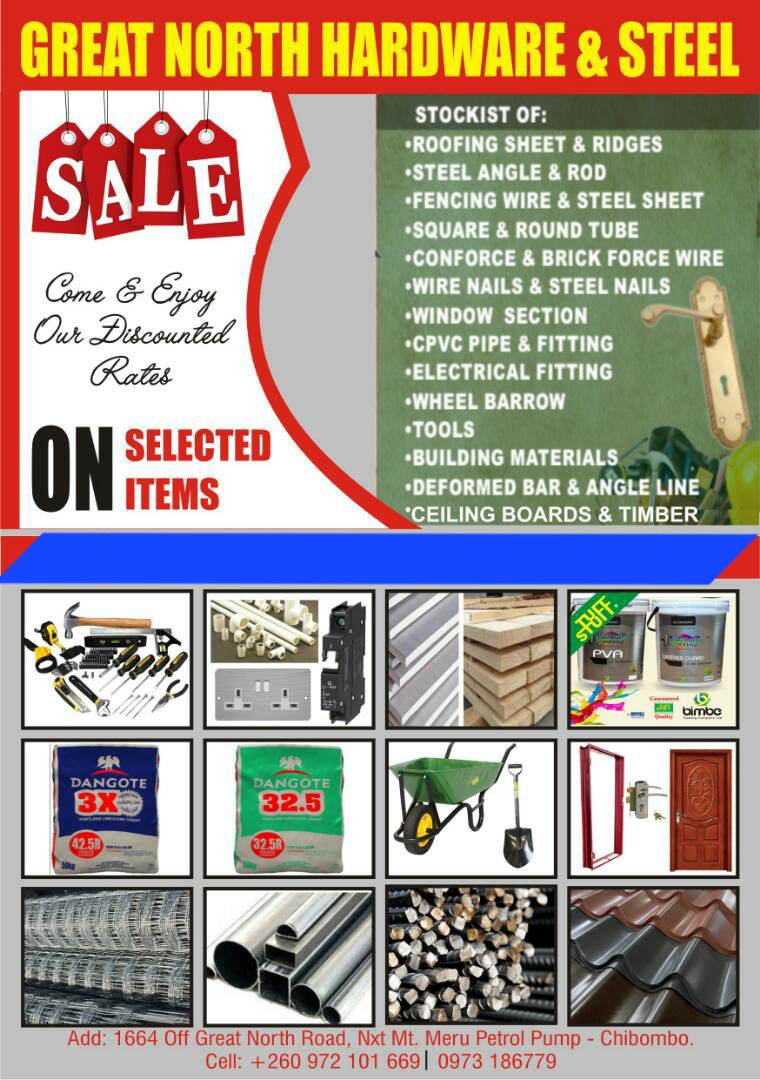 GREAT NORTH HARDWARE & STEEL
SALE
Come & Enjoy
Our Discounted
Rates
ON SELECTED
ITEMS
STOCKIST OF:
•ROOFING SHEET & RIDGES
•STEEL ANGLE & ROD
•FENCING WIRE & STEEL SHEET
•SQUARE & ROUND TUBE
•CONFORCE & BRICK FORCE WIRE
•WIRE NAILS & STEEL NAILS
•WINDOW SECTION
•CPVC PIPE & FITTING
•ELECTRICAL FITTING
•WHEEL BARROW
•TOOLS
•BUILDING MATERIALS
•DEFORMED BAR & ANGLE LINE
•CEILING BOARDS & TIMBER
PVA
Guaranteed
Quality
bimbe
DANGOTE
3X
42.5R
50kg
DANGOTE
32.5
32.5R
50kg
Add: 1664 Off Great North Road, Nxt Mt. Meru Petrol Pump - Chibombo.
Cell: +260 972 101 669| 0973 186779